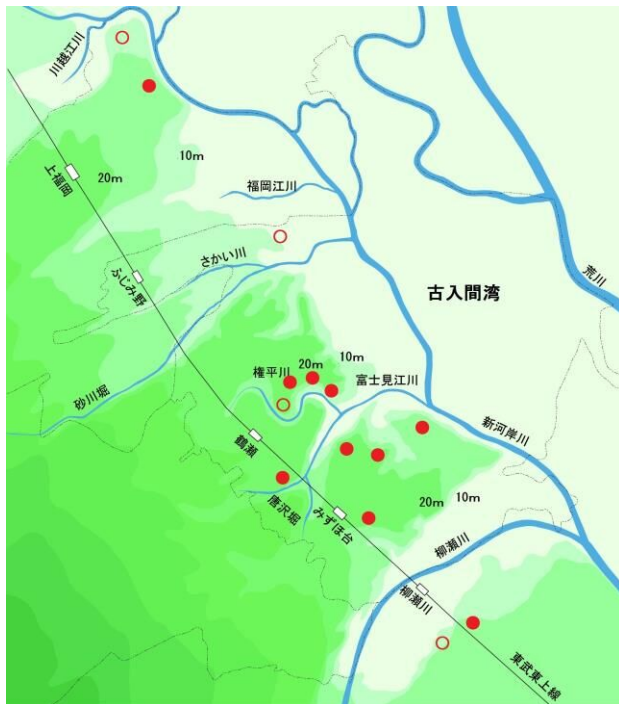 川越江川
20m
10m
上福岡
福岡江川
さかい川
ふじみ野
荒川
古入間湾
砂川堀
権平川
20m
10m
富士見江川
新河岸川
鶴瀬
唐沢堀
みずほ台
20m
10m
柳瀬川
柳瀬川
東武東上線